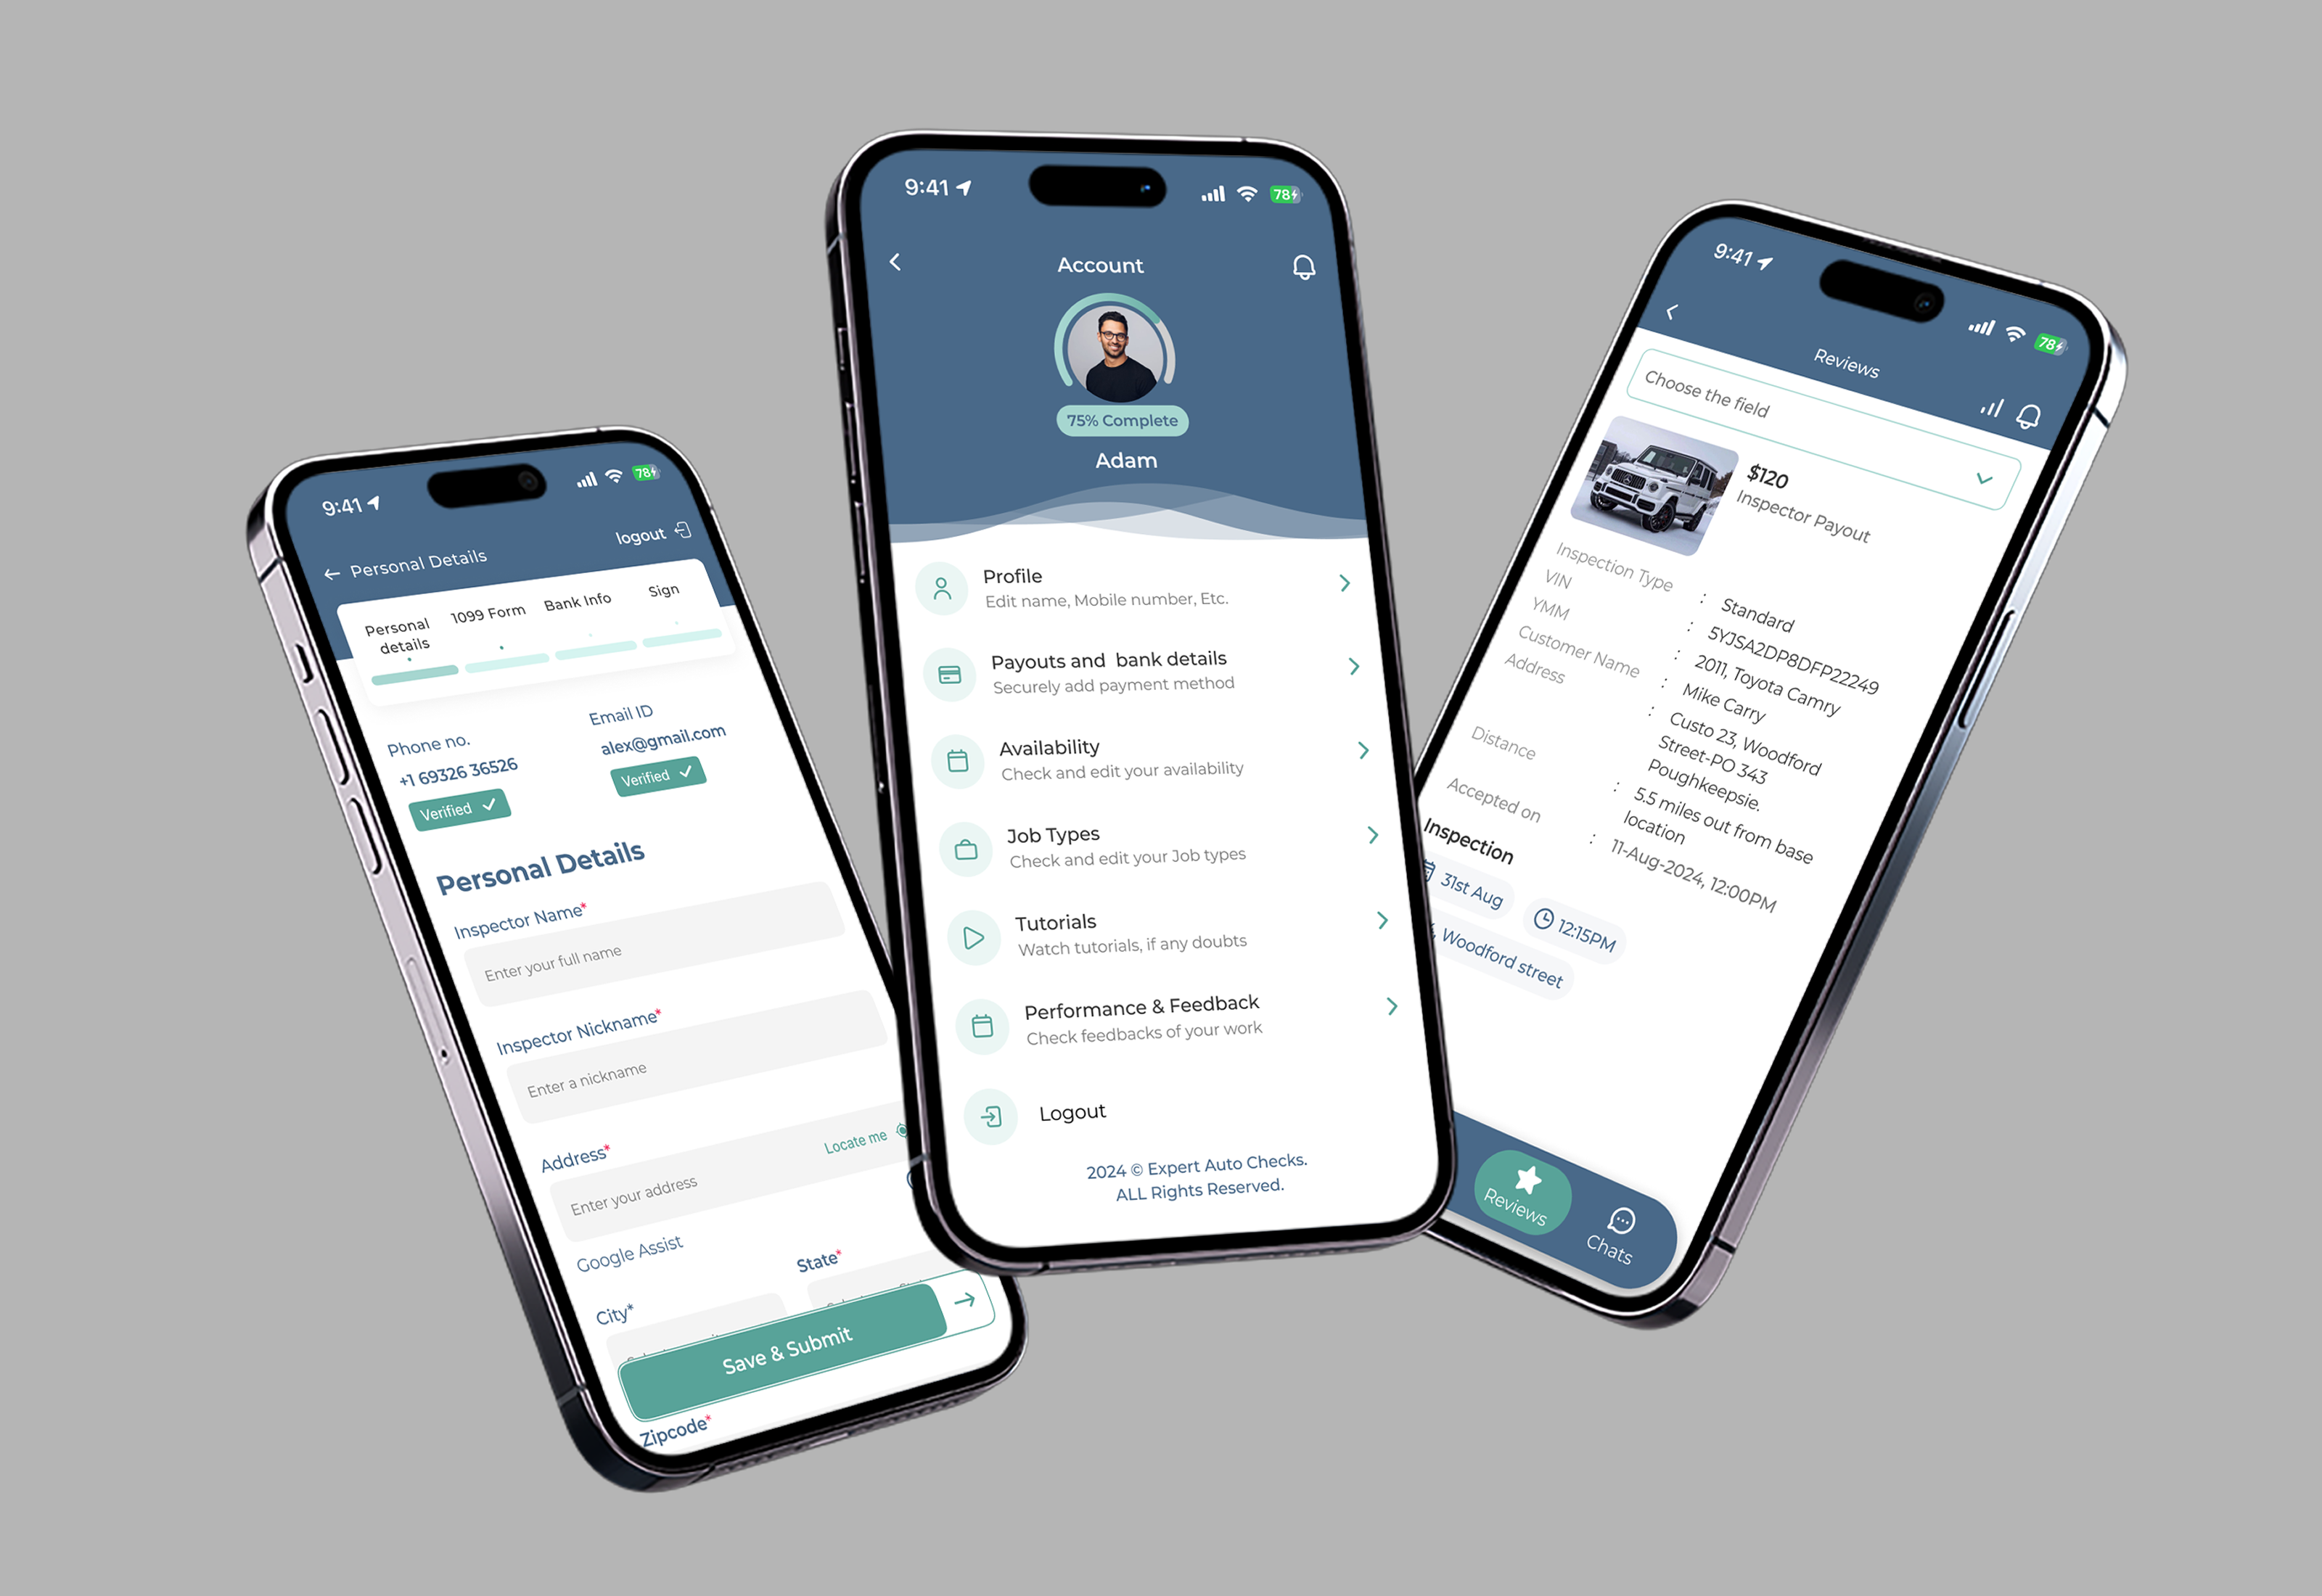 9:41
78
logout
Personal Details
Personal details
1099 Form
Bank Info
Sign
Phone no.
+1 69326 36526
Verified
Email ID
alex@gmail.com
Verified
Personal Details
Inspector Name*
Enter your full name
Inspector Nickname*
Enter a nickname
Address*
Enter your address
Locate me
Google Assist
City*
State*
Save & Submit
Zipcode*
9:41
78
Account
75% Complete
Adam
Profile
Edit name, Mobile number, Etc.
Payouts and bank details
Securely add payment method
Availability
Check and edit your availability
Job Types
Check and edit your Job types
Tutorials
Watch tutorials, if any doubts
Performance & Feedback
Check feedbacks of your work
Logout
2024 © Expert Auto Checks.
ALL Rights Reserved.
9:41
78
Reviews
Choose the field
$120
Inspector Payout
Inspection Type : Standard
VIN : 5YJSA2DP8DFP22249
YMM : 2011, Toyota Camry
Customer Name : Mike Carry
Address : Custo 23, Woodford
Street-PO 343
Poughkeepsie.
Distance : 5.5 miles out from base
location
Accepted on : 11-Aug-2024, 12:00PM
Inspection
31st Aug
12:15PM
Woodford street
Reviews
Chats